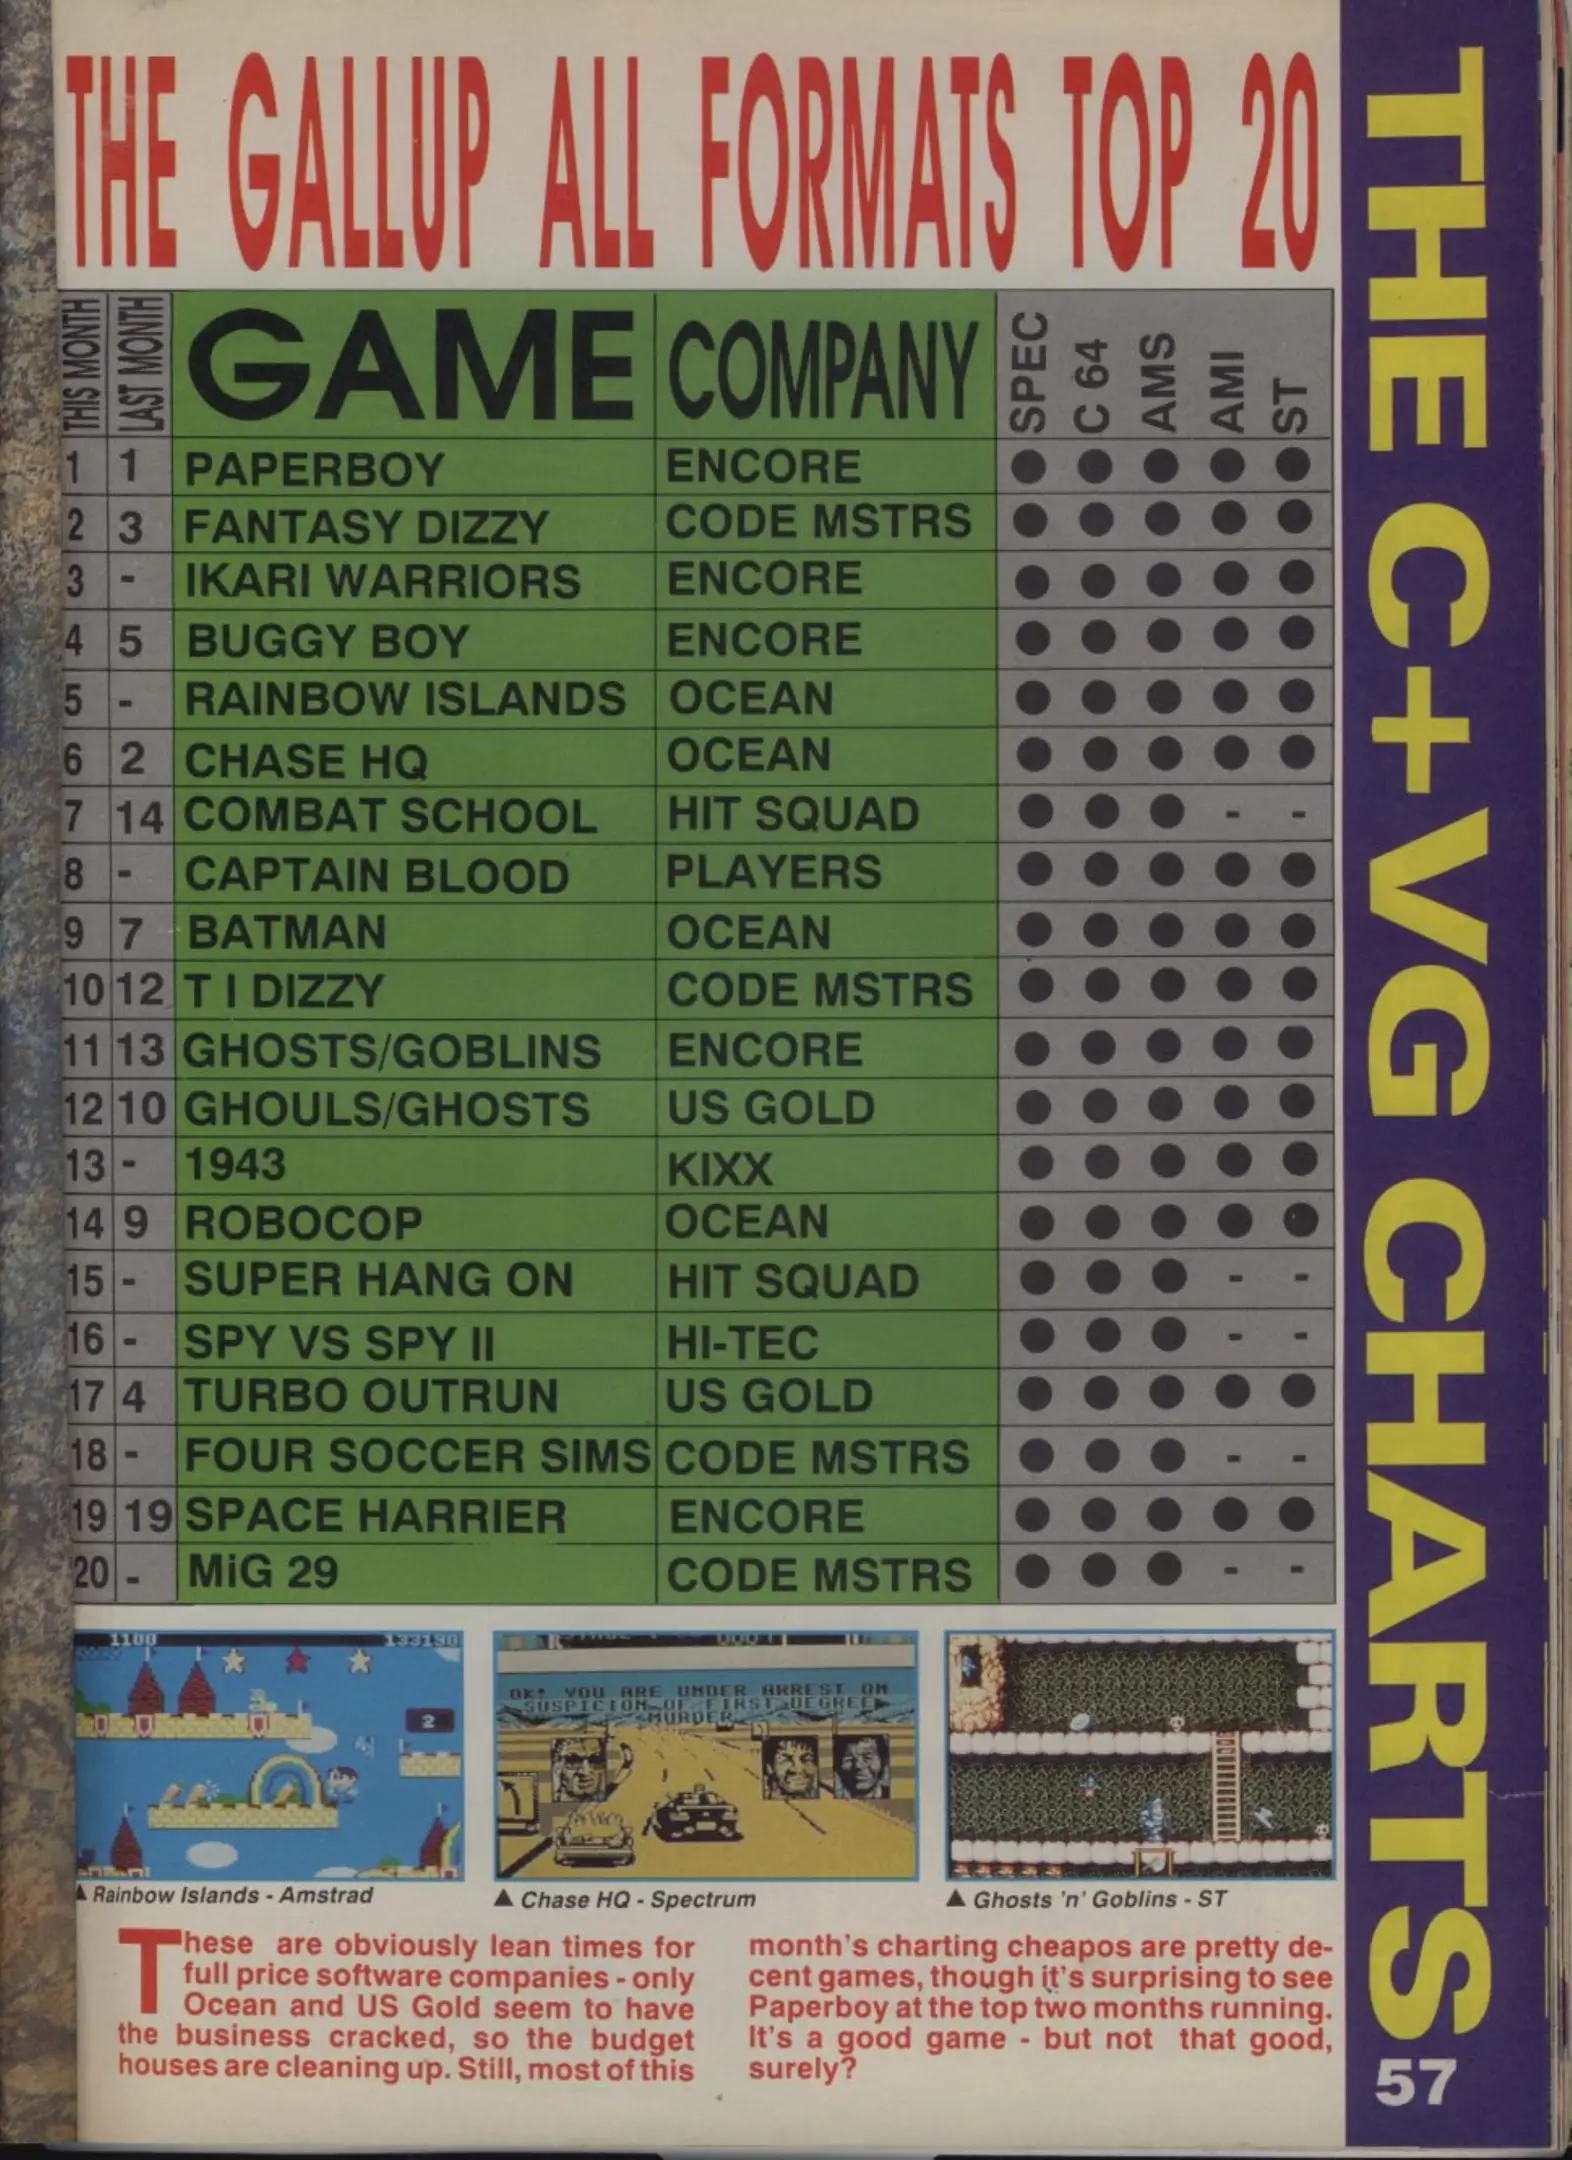 THE GALLUP ALL FORMATS TOP 20
THIS MONTH LAST MONTH GAME COMPANY SPEC C 64 AMS AMI ST
1 1 PAPERBOY ENCORE ● ● ● ● ●
2 3 FANTASY DIZZY CODE MSTRS ● ● ● ● ●
3 - IKARI WARRIORS ENCORE ● ● ● ● ●
4 5 BUGGY BOY ENCORE ● ● ● ● ●
5 - RAINBOW ISLANDS OCEAN ● ● ● ● ●
6 2 CHASE HQ OCEAN ● ● ● ● ●
7 14 COMBAT SCHOOL HIT SQUAD ● ● ● - -
8 - CAPTAIN BLOOD PLAYERS ● ● ● ● ●
9 7 BATMAN OCEAN ● ● ● ● ●
10 12 T I DIZZY CODE MSTRS ● ● ● ● ●
11 13 GHOSTS/GOBLINS ENCORE ● ● ● ● ●
12 10 GHOULS/GHOSTS US GOLD ● ● ● ● ●
13 - 1943 KIXX ● ● ● ● ●
14 9 ROBOCOP OCEAN ● ● ● ● ●
15 - SUPER HANG ON HIT SQUAD ● ● ● - -
16 - SPY VS SPY II HI-TEC ● ● ● - -
17 4 TURBO OUTRUN US GOLD ● ● ● ● ●
18 - FOUR SOCCER SIMS CODE MSTRS ● ● ● - -
19 19 SPACE HARRIER ENCORE ● ● ● ● ●
20 - MiG 29 CODE MSTRS ● ● ● - -
1100 133190
2
OK! YOU ARE UNDER ARREST ON
SUSPICION OF FIRST DEGREE
MURDER
▲ Rainbow Islands - Amstrad
▲ Chase HQ - Spectrum
▲ Ghosts 'n' Goblins - ST
These are obviously lean times for
full price software companies - only
Ocean and US Gold seem to have
the business cracked, so the budget
houses are cleaning up. Still, most of this
month's charting cheapos are pretty de-
cent games, though it's surprising to see
Paperboy at the top two months running.
It's a good game - but not that good,
surely?
THE C+VG CHARTS
57